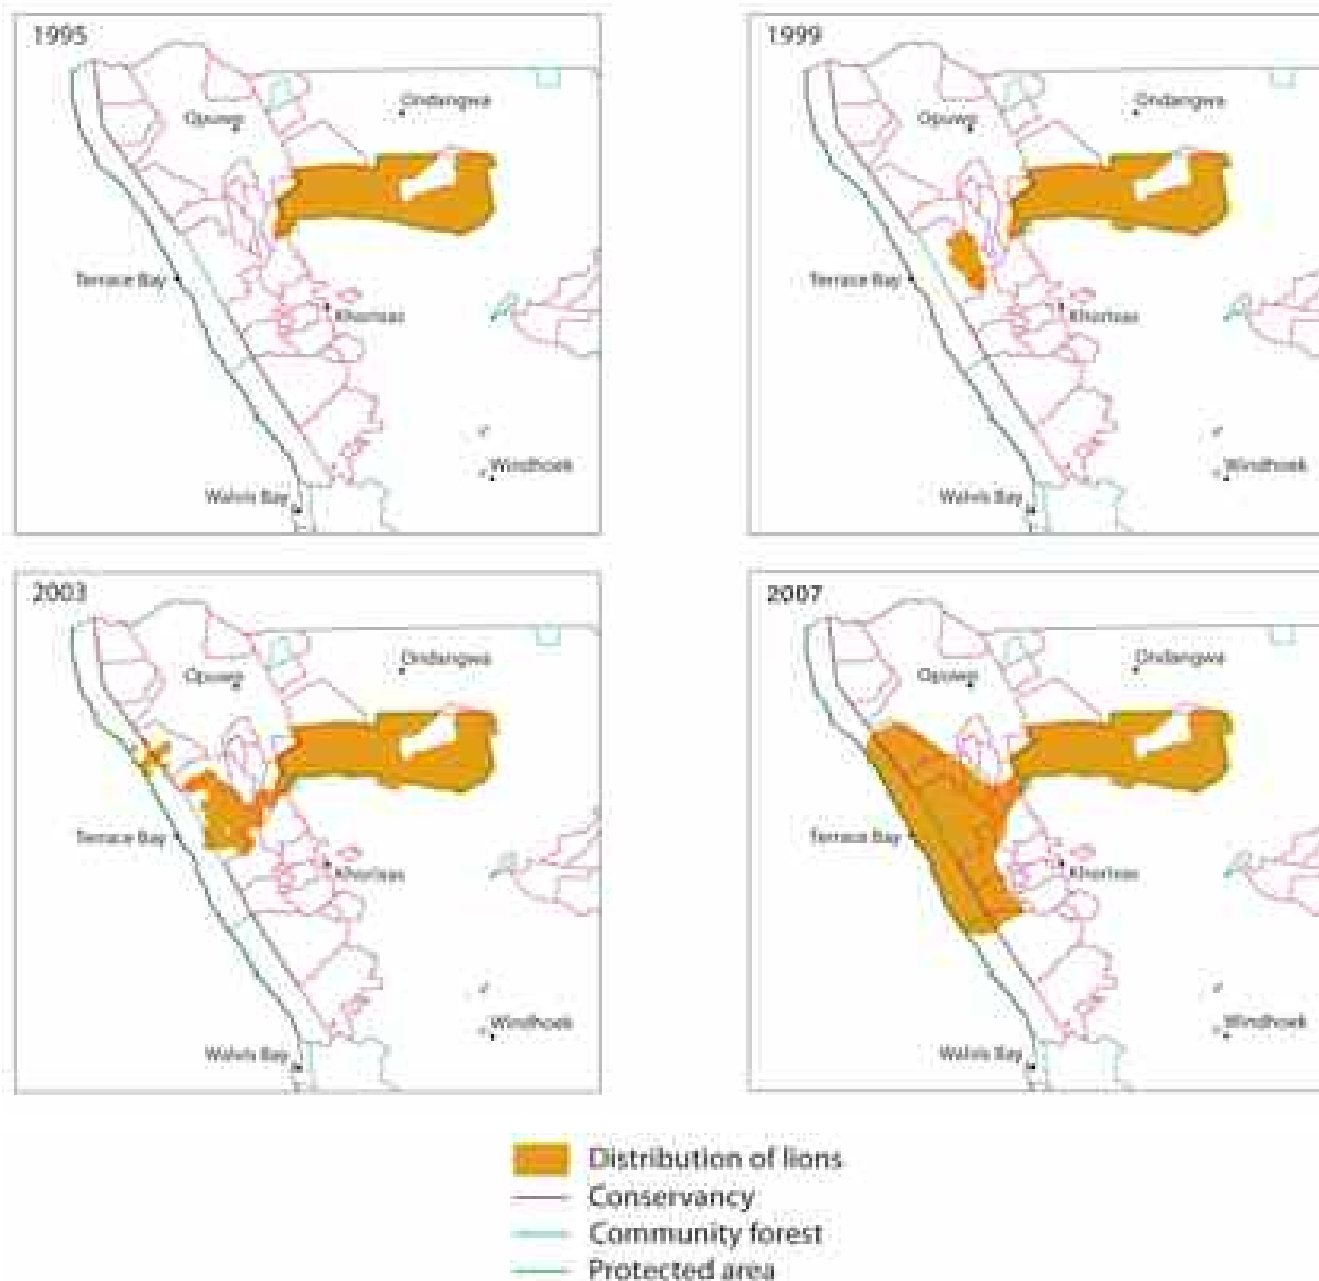 1995
Opuwo
Ondangwa
Terrace Bay
Khorixas
Windhoek
Walvis Bay
1999
Opuwo
Ondangwa
Terrace Bay
Khorixas
Windhoek
Walvis Bay
2003
Opuwo
Ondangwa
Terrace Bay
Khorixas
Windhoek
Walvis Bay
2007
Opuwo
Ondangwa
Terrace Bay
Khorixas
Windhoek
Walvis Bay
Distribution of lions
Conservancy
Community forest
Protected area